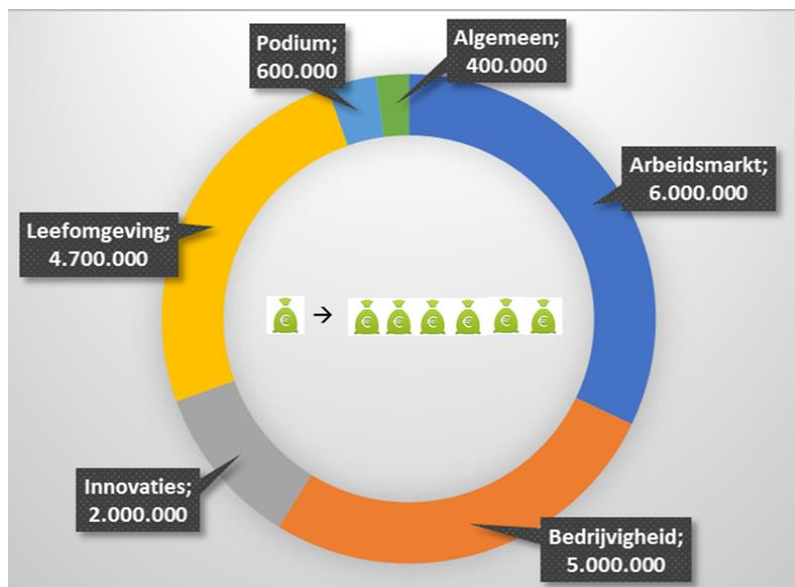 Podium;
600.000
Algemeen;
400.000
Arbeidsmarkt;
6.000.000
Leefomgeving;
4.700.000
€ → € € € € € €
Innovaties;
2.000.000
Bedrijvigheid;
5.000.000